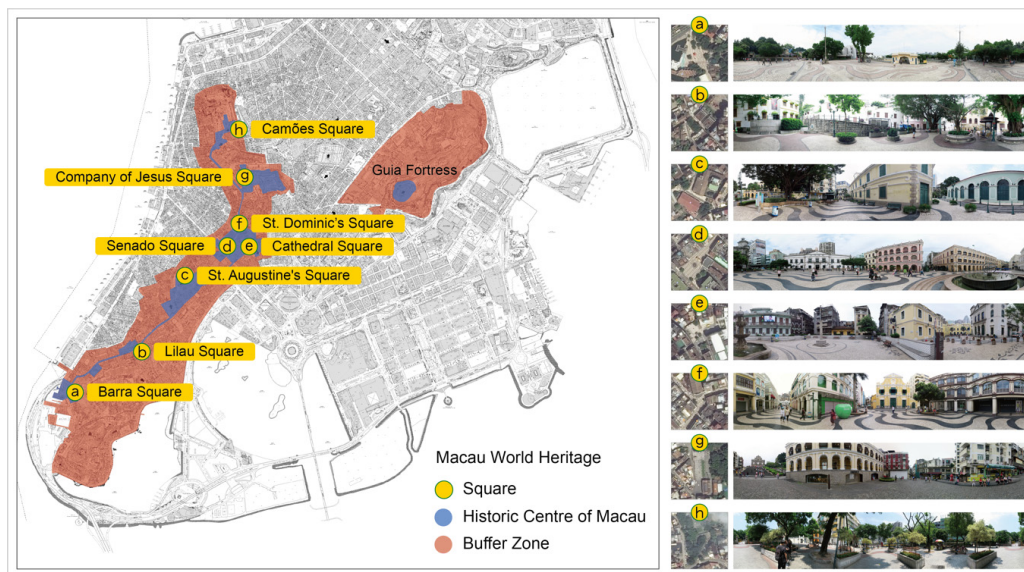 h Camões Square
Company of Jesus Square g
Guia Fortress
f St. Dominic's Square
Senado Square d e Cathedral Square
c St. Augustine's Square
b Lilau Square
a Barra Square
Macau World Heritage
Square
Historic Centre of Macau
Buffer Zone
a
b
c
d
e
f
g
h